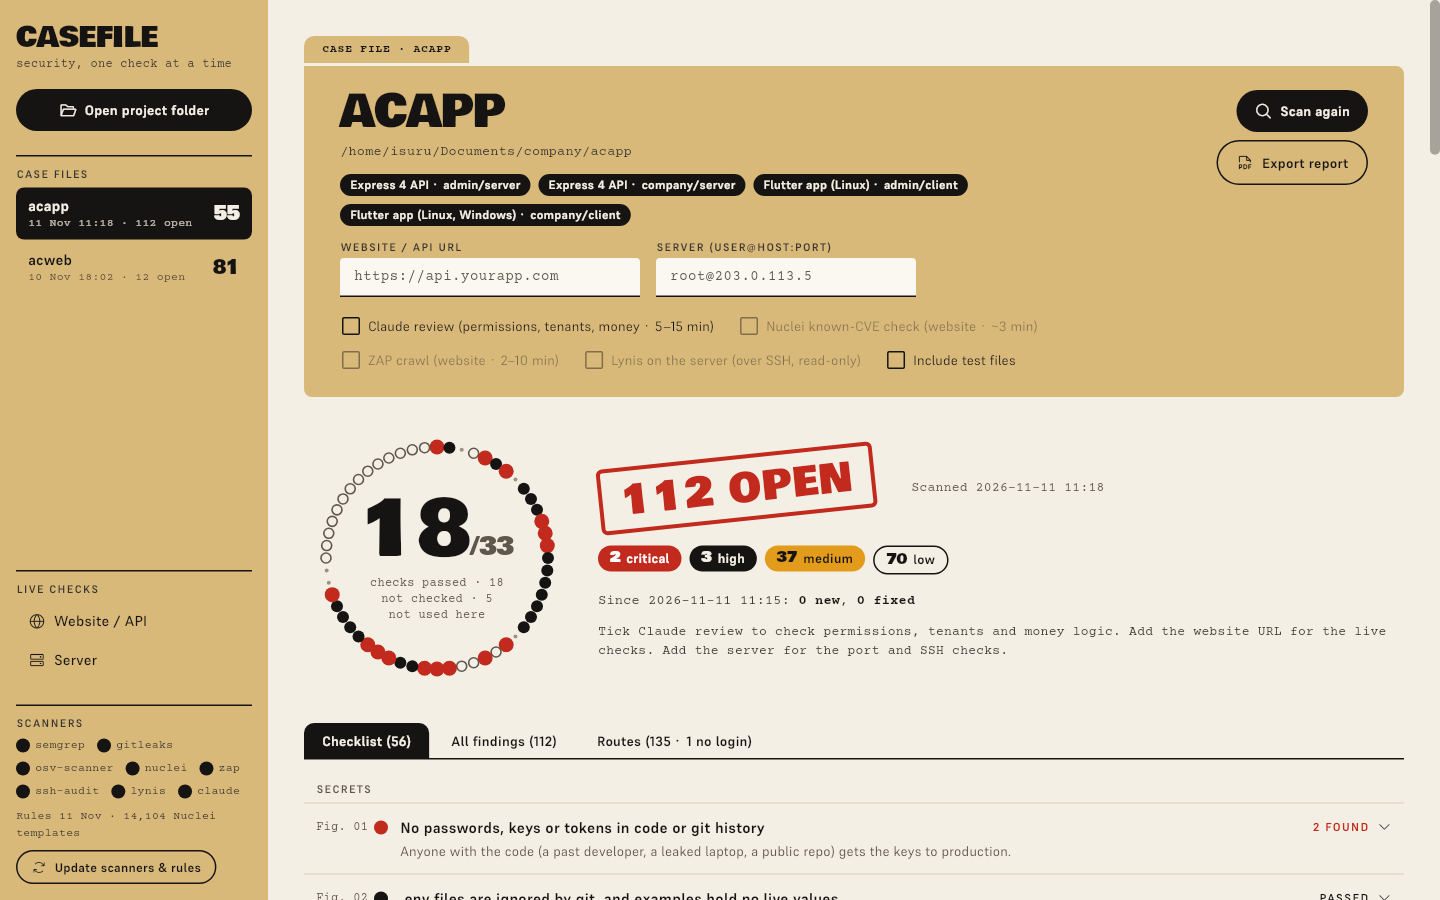 CASEFILE
security, one check at a time
Open project folder
CASE FILES
acapp
11 Nov 11:18 · 112 open
55
acweb
10 Nov 18:02 · 12 open
81
LIVE CHECKS
Website / API
Server
SCANNERS
semgrep gitleaks
osv-scanner nuclei zap
ssh-audit lynis claude
Rules 11 Nov · 14,104 Nuclei
templates
Update scanners & rules
CASE FILE · ACAPP
ACAPP
/home/isuru/Documents/company/acapp
Scan again
Export report
Express 4 API · admin/server Express 4 API · company/server Flutter app (Linux) · admin/client
Flutter app (Linux, Windows) · company/client
WEBSITE / API URL SERVER (USER@HOST:PORT)
https://api.yourapp.com root@203.0.113.5
Claude review (permissions, tenants, money · 5–15 min) Nuclei known-CVE check (website · ~3 min)
ZAP crawl (website · 2–10 min) Lynis on the server (over SSH, read-only) Include test files
18/33
checks passed · 18
not checked · 5
not used here
112 OPEN
Scanned 2026-11-11 11:18
2 critical 3 high 37 medium 70 low
Since 2026-11-11 11:15: 0 new, 0 fixed
Tick Claude review to check permissions, tenants and money logic. Add the website URL for the live
checks. Add the server for the port and SSH checks.
Checklist (56) All findings (112) Routes (135 · 1 no login)
SECRETS
Fig. 01 No passwords, keys or tokens in code or git history 2 FOUND
Anyone with the code (a past developer, a leaked laptop, a public repo) gets the keys to production.
Fig. 02 .env files are ignored by git, and examples hold no live values PASSED